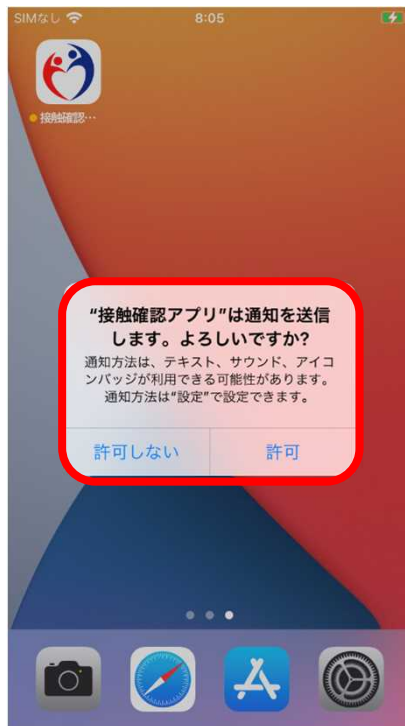 SIMなし 8:05
接触確認…
“接触確認アプリ”は通知を送信
します。よろしいですか?
通知方法は、テキスト、サウンド、アイコ
ンバッジが利用できる可能性があります。
通知方法は“設定”で設定できます。
許可しない 許可